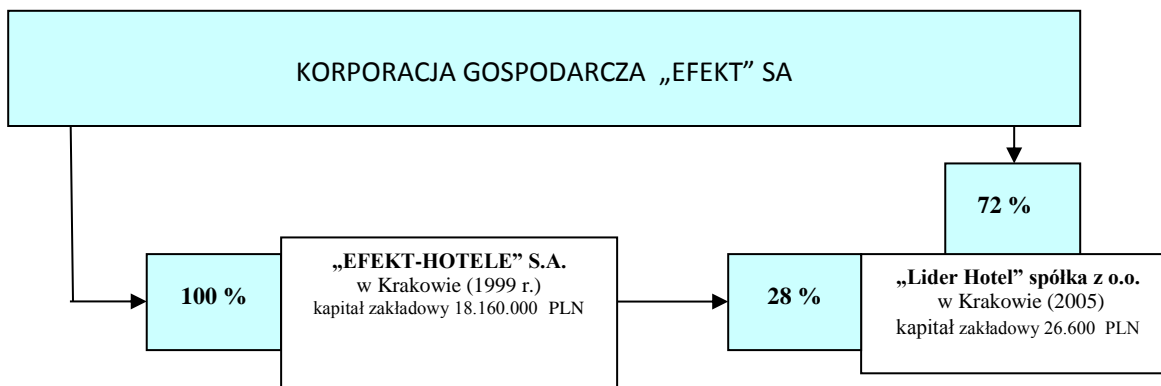 KORPORACJA GOSPODARCZA „EFEKT” SA
72 %
100 %
„EFEKT-HOTELE” S.A.
w Krakowie (1999 r.)
kapitał zakładowy 18.160.000 PLN
28 %
„Lider Hotel” spółka z o.o.
w Krakowie (2005)
kapitał zakładowy 26.600 PLN